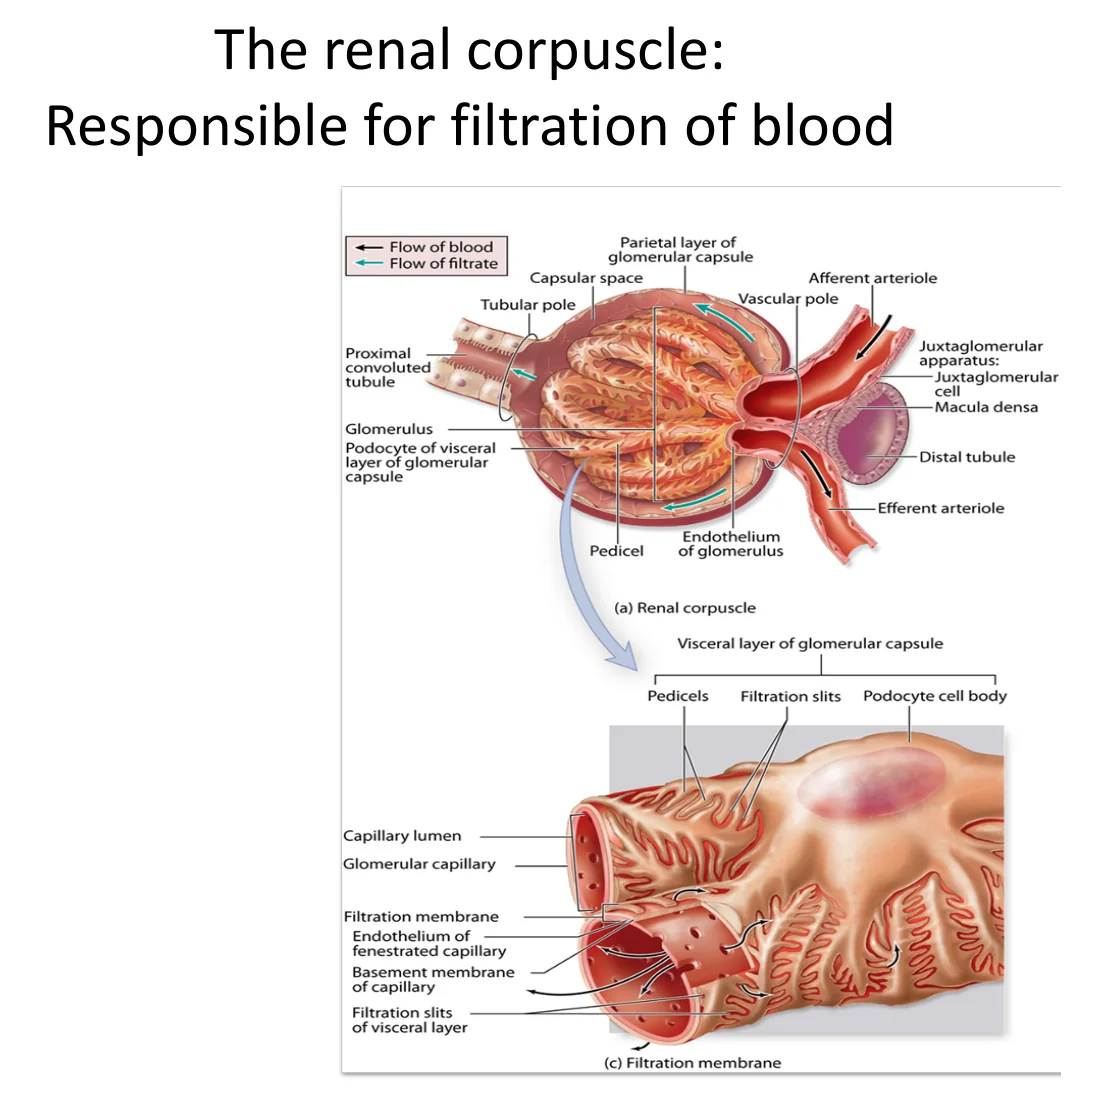 The renal corpuscle:
Responsible for filtration of blood
Flow of blood
Flow of filtrate
Parietal layer of
glomerular capsule
Capsular space
Tubular pole
Vascular pole
Afferent arteriole
Proximal
convoluted
tubule
Juxtaglomerular
apparatus:
Juxtaglomerular
cell
Macula densa
Glomerulus
Podocyte of visceral
layer of glomerular
capsule
Distal tubule
Efferent arteriole
Pedicel
Endothelium
of glomerulus
(a) Renal corpuscle
Visceral layer of glomerular capsule
Pedicels
Filtration slits
Podocyte cell body
Capillary lumen
Glomerular capillary
Filtration membrane
Endothelium of
fenestrated capillary
Basement membrane
of capillary
Filtration slits
of visceral layer
(c) Filtration membrane